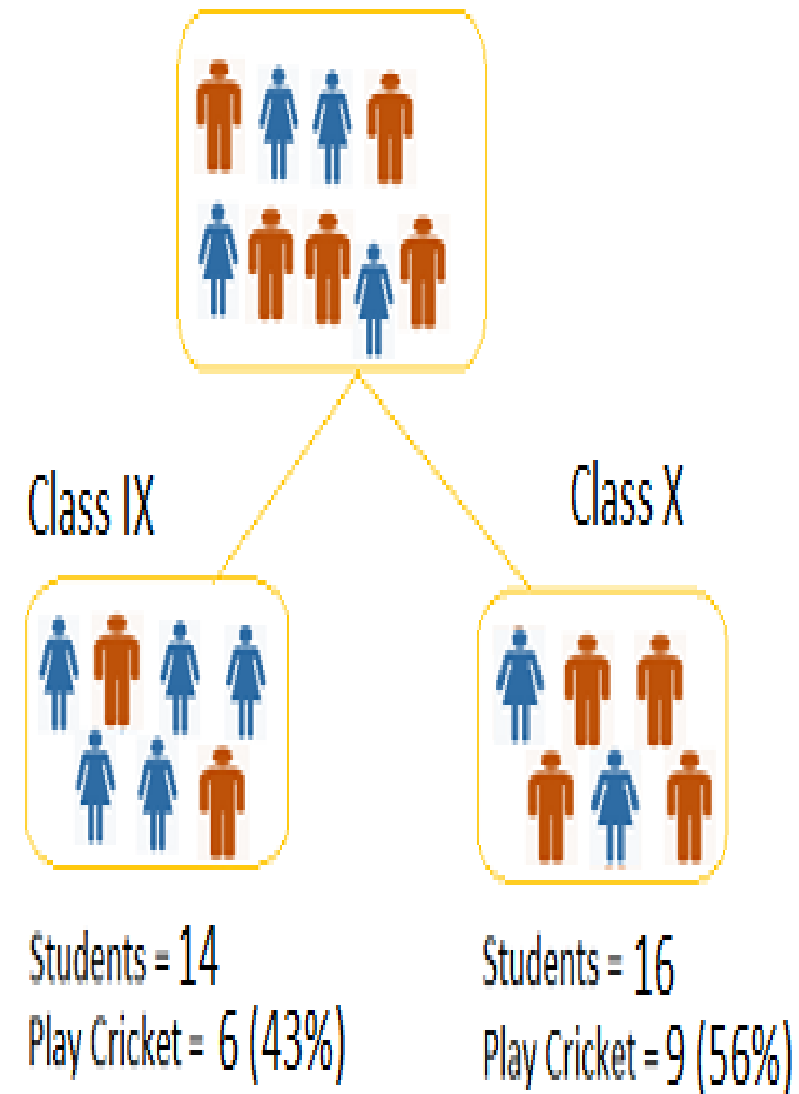 Class IX
Class X
Students = 14
Play Cricket = 6 (43%)
Students = 16
Play Cricket = 9 (56%)